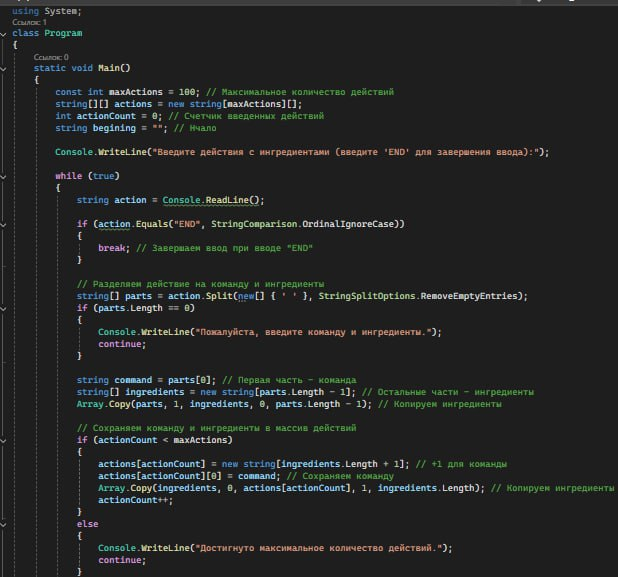 using System;
Ссылок: 1
class Program
{
Ссылок: 0
static void Main()
{
const int maxActions = 100; // Максимальное количество действий
string[][] actions = new string[maxActions][];
int actionCount = 0; // Счетчик введенных действий
string begining = ""; // Нчало
Console.WriteLine("Введите действия с ингредиентами (введите 'END' для завершения ввода):");
while (true)
{
string action = Console.ReadLine();
if (action.Equals("END", StringComparison.OrdinalIgnoreCase))
{
break; // Завершаем ввод при вводе "END"
}
// Разделяем действие на команду и ингредиенты
string[] parts = action.Split(new[] { ' ' }, StringSplitOptions.RemoveEmptyEntries);
if (parts.Length == 0)
{
Console.WriteLine("Пожалуйста, введите команду и ингредиенты.");
continue;
}
string command = parts[0]; // Первая часть - команда
string[] ingredients = new string[parts.Length - 1]; // Остальные части - ингредиенты
Array.Copy(parts, 1, ingredients, 0, parts.Length - 1); // Копируем ингредиенты
// Сохраняем команду и ингредиенты в массив действий
if (actionCount < maxActions)
{
actions[actionCount] = new string[ingredients.Length + 1]; // +1 для команды
actions[actionCount][0] = command; // Сохраняем команду
Array.Copy(ingredients, 0, actions[actionCount], 1, ingredients.Length); // Копируем ингредиенты
actionCount++;
}
else
{
Console.WriteLine("Достигнуто максимальное количество действий.");
continue;
}